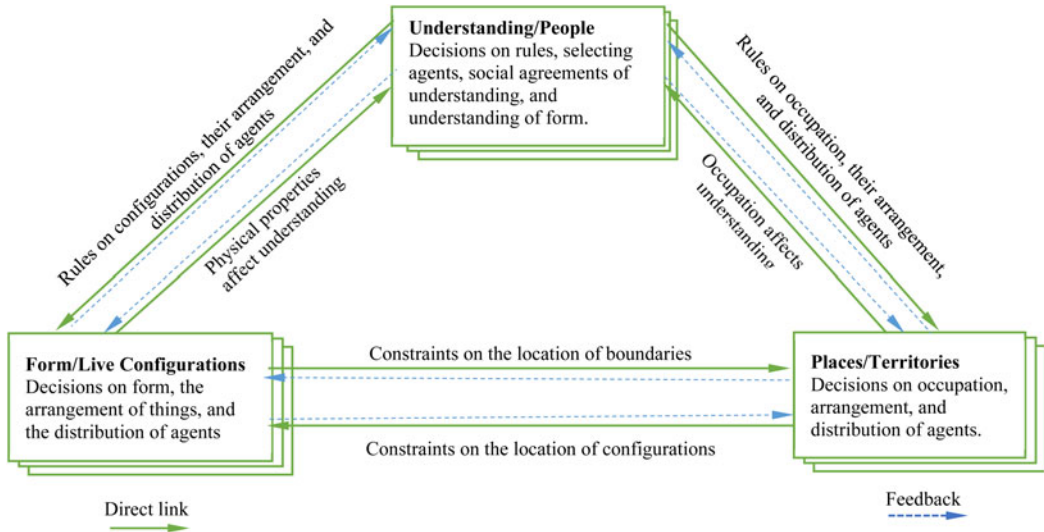 Understanding/People
Decisions on rules, selecting
agents, social agreements of
understanding, and
understanding of form.
Rules on configurations, their arrangement, and
distribution of agents
Physical properties
affect understanding
Rules on occupation, their arrangement,
and distribution of agents
Occupation affects
understanding
Form/Live Configurations
Decisions on form, the
arrangement of things, and
the distribution of agents
Constraints on the location of boundaries
Constraints on the location of configurations
Places/Territories
Decisions on occupation,
arrangement, and
distribution of agents.
Direct link
Feedback